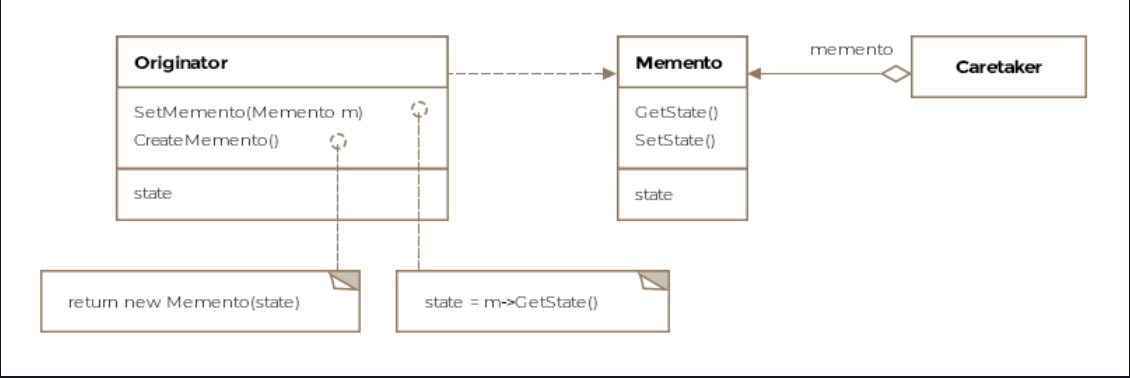 Originator
SetMemento(Memento m)
CreateMemento()
state
Memento
GetState()
SetState()
state
memento
Caretaker
return new Memento(state)
state = m->GetState()